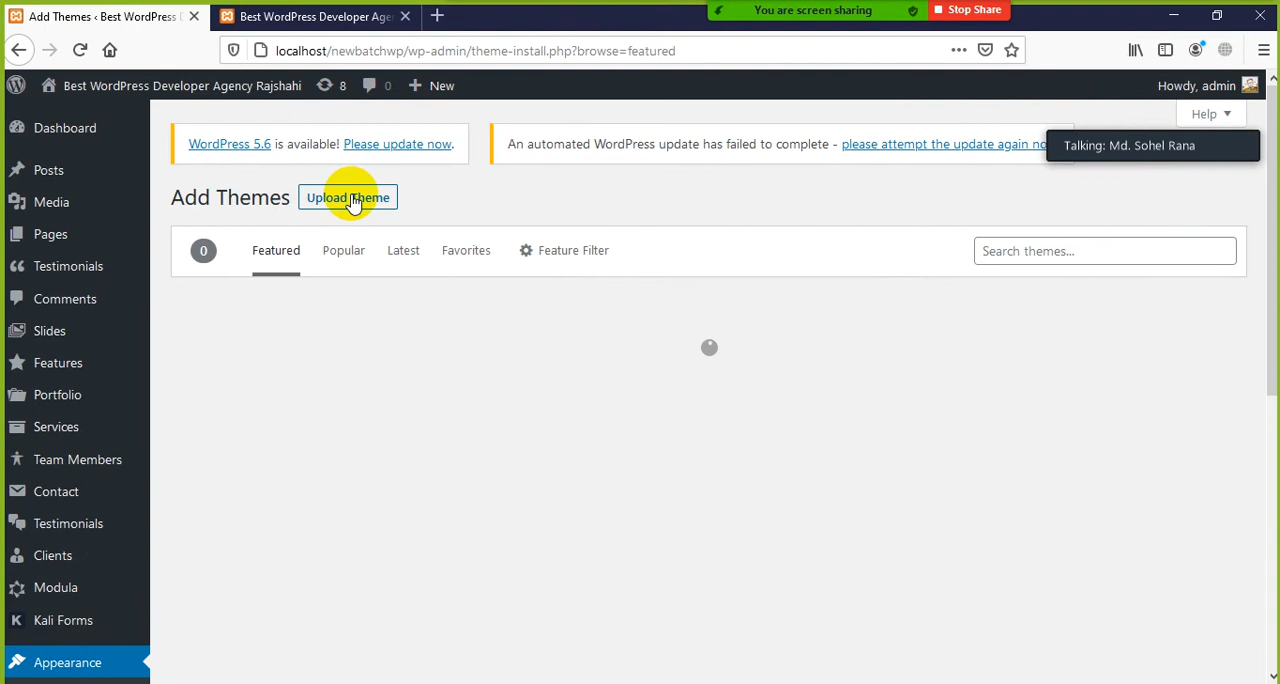 Add Themes ‹ Best WordPress D
Best WordPress Developer Age
You are screen sharing
Stop Share
localhost/newbatchwp/wp-admin/theme-install.php?browse=featured
Best WordPress Developer Agency Rajshahi 8 0 New
Howdy, admin
Help
Dashboard
Posts
Media
Pages
Testimonials
Comments
Slides
Features
Portfolio
Services
Team Members
Contact
Testimonials
Clients
Modula
K Kali Forms
Appearance
WordPress 5.6 is available! Please update now.
An automated WordPress update has failed to complete - please attempt the update again no
Talking: Md. Sohel Rana
Add Themes Upload Theme
0 Featured Popular Latest Favorites Feature Filter Search themes...